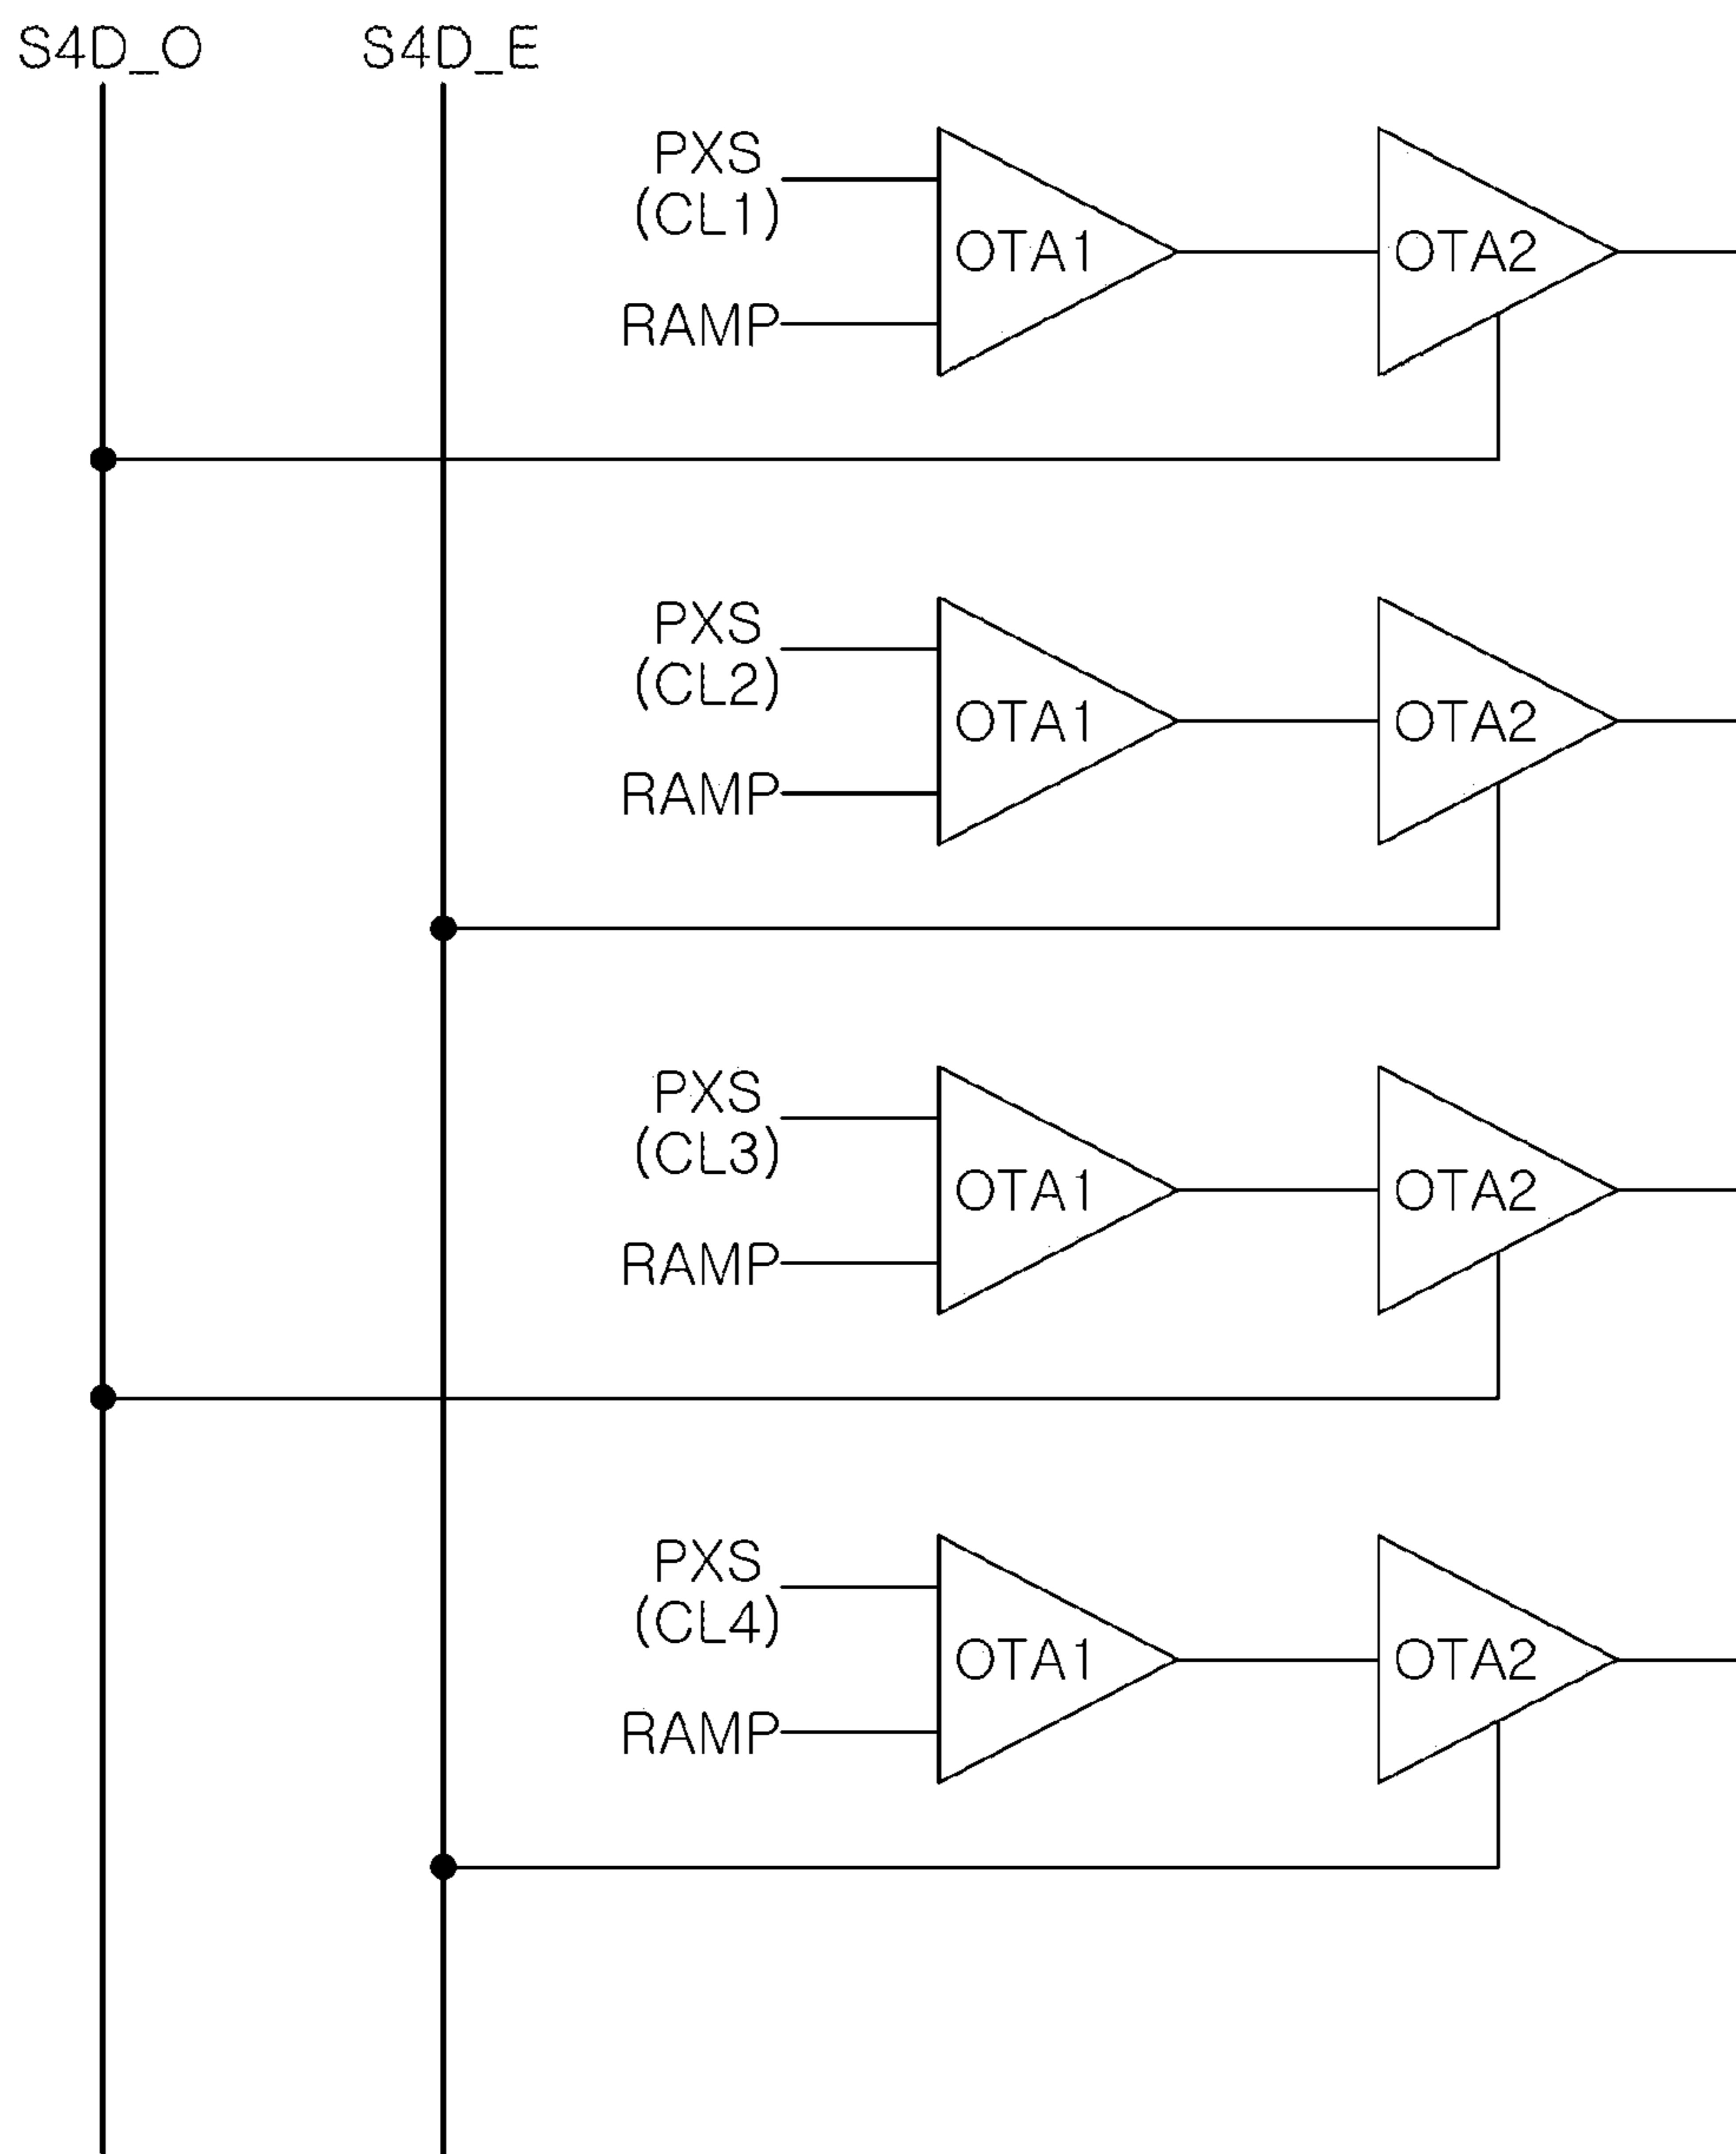 S4D_O S4D_E
PXS
(CL1)
OTA1 OTA2
RAMP
PXS
(CL2)
OTA1 OTA2
RAMP
PXS
(CL3)
OTA1 OTA2
RAMP
PXS
(CL4)
OTA1 OTA2
RAMP